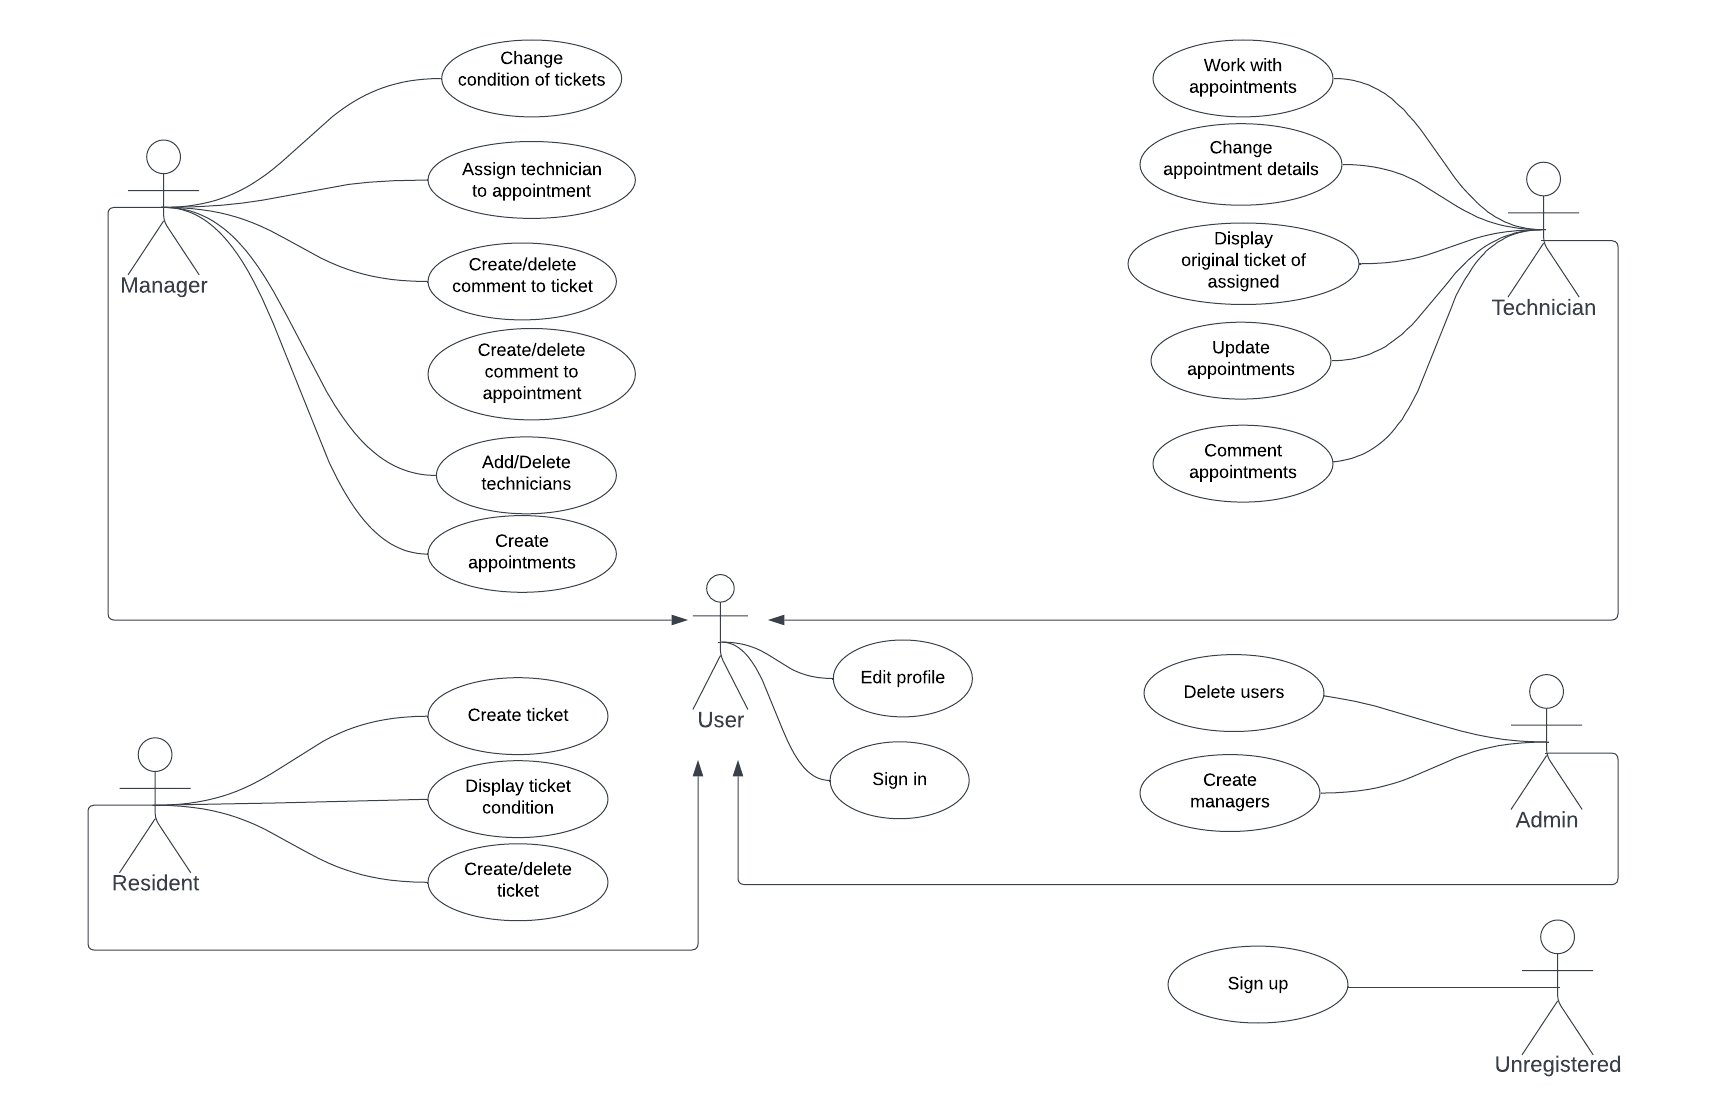 Change
condition of tickets
Assign technician
to appointment
Manager
Create/delete
comment to ticket
Create/delete
comment to
appointment
Add/Delete
technicians
Create
appointments
Work with
appointments
Change
appointment details
Display
original ticket of
assigned
Technician
Update
appointments
Comment
appointments
User
Edit profile
Sign in
Create ticket
Display ticket
condition
Resident
Create/delete
ticket
Delete users
Create
managers
Admin
Sign up
Unregistered